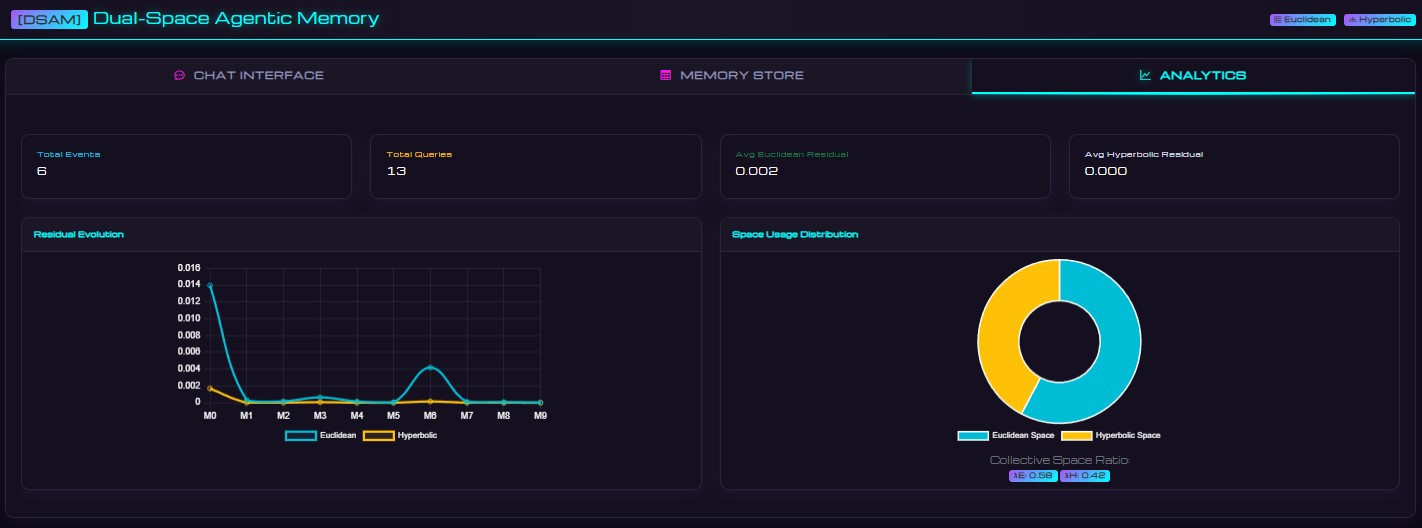 [DSAM] Dual-Space Agentic Memory
Euclidean Hyperbolic
CHAT INTERFACE MEMORY STORE ANALYTICS
Total Events
6
Total Queries
13
Avg Euclidean Residual
0.002
Avg Hyperbolic Residual
0.000
Residual Evolution
0.016
0.014
0.012
0.010
0.008
0.006
0.004
0.002
0
M0 M1 M2 M3 M4 M5 M6 M7 M8 M9
Euclidean Hyperbolic
Space Usage Distribution
Euclidean Space Hyperbolic Space
Collective Space Ratio:
λE: 0.58 λH: 0.42